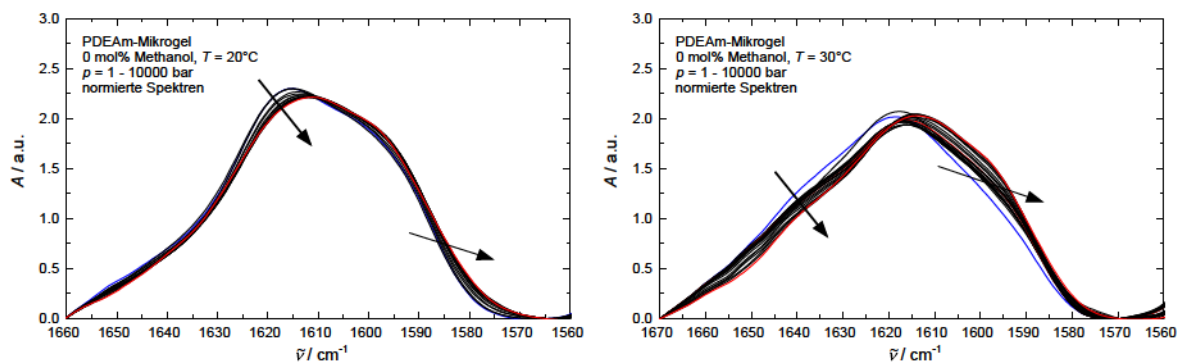 3.0
PDEAm-Mikrogel
0 mol% Methanol, T = 20°C
p = 1 - 10000 bar
normierte Spektren
2.5
2.0
1.5
1.0
0.5
0.0
A / a.u.
1660 1650 1640 1630 1620 1610 1600 1590 1580 1570 1560
ṽ / cm⁻¹
3.0
PDEAm-Mikrogel
0 mol% Methanol, T = 30°C
p = 1 - 10000 bar
normierte Spektren
2.5
2.0
1.5
1.0
0.5
0.0
A / a.u.
1670 1660 1650 1640 1630 1620 1610 1600 1590 1580 1570 1560
ṽ / cm⁻¹